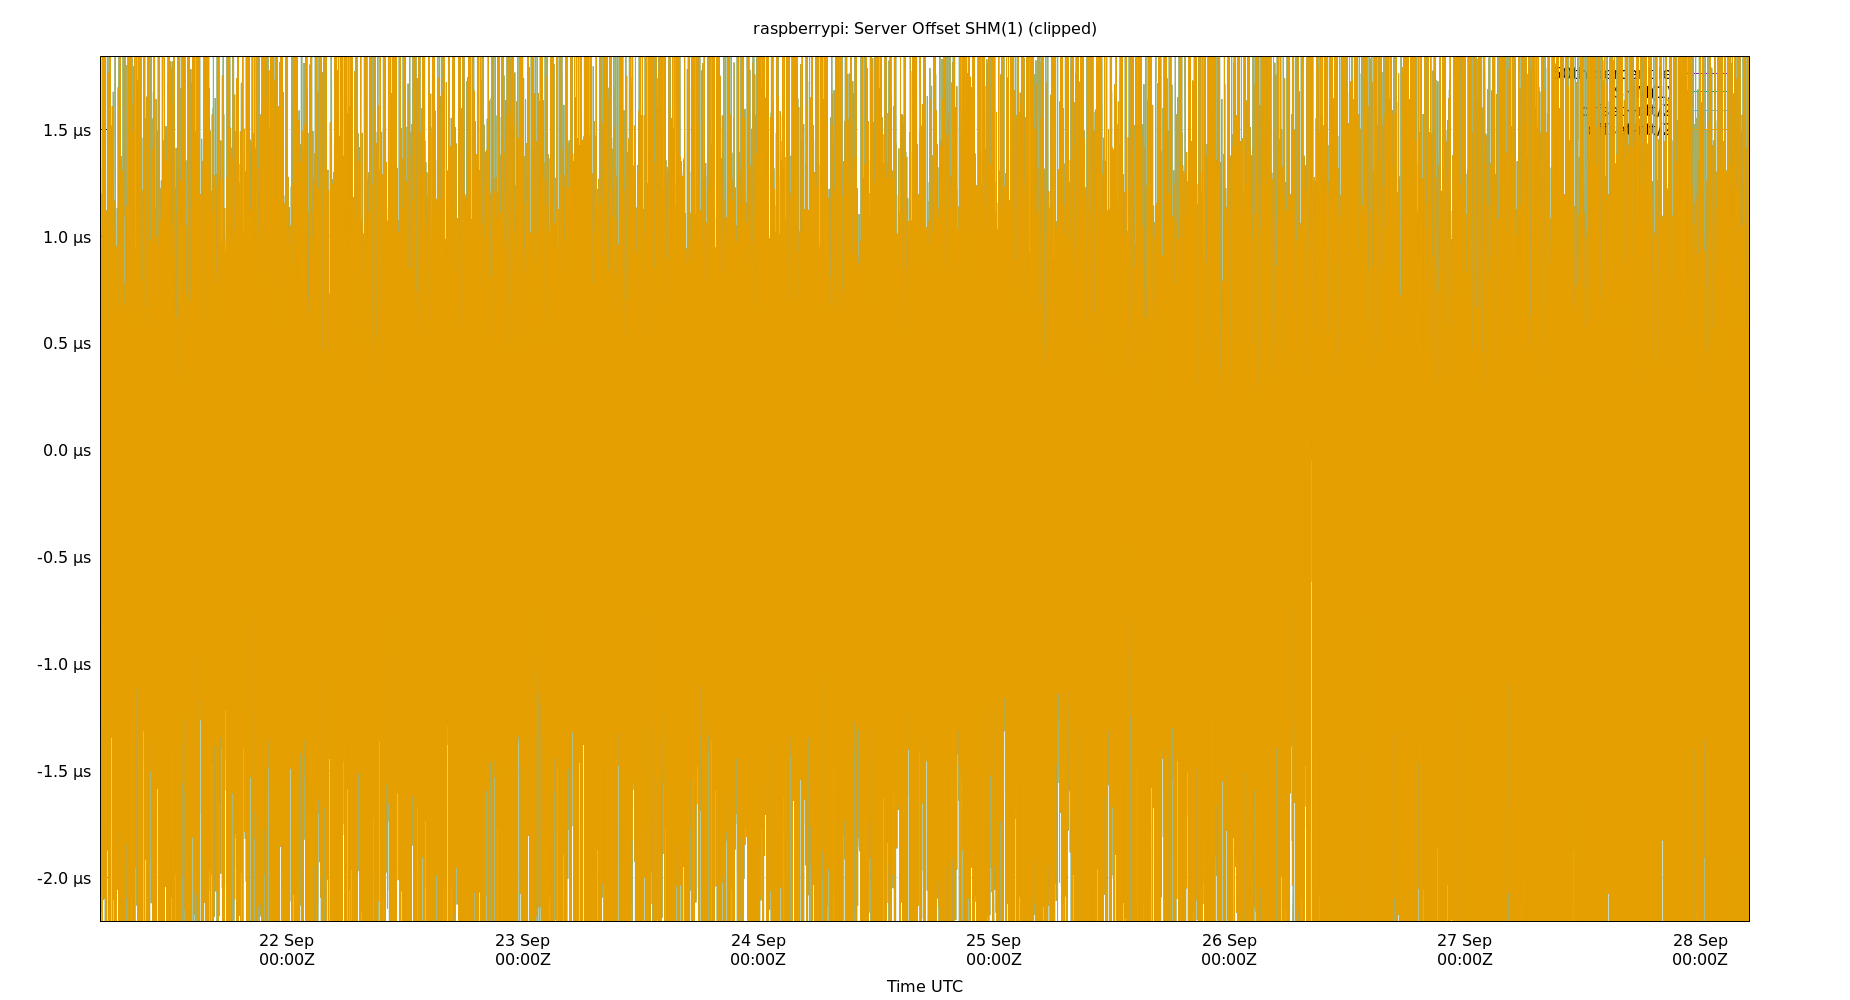 raspberrypi: Server Offset SHM(1) (clipped)
1.5 µs
1.0 µs
0.5 µs
0.0 µs
-0.5 µs
-1.0 µs
-1.5 µs
-2.0 µs
22 Sep 23 Sep 24 Sep 25 Sep 26 Sep 27 Sep 28 Sep
00:00Z 00:00Z 00:00Z 00:00Z 00:00Z 00:00Z 00:00Z
Time UTC